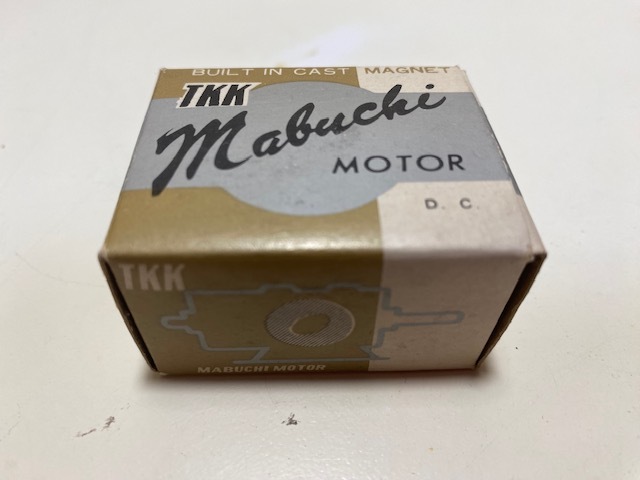 BUILT IN CAST MAGNET
TKK
Mabuchi
MOTOR
D. C.
TKK
MABUCHI MOTOR